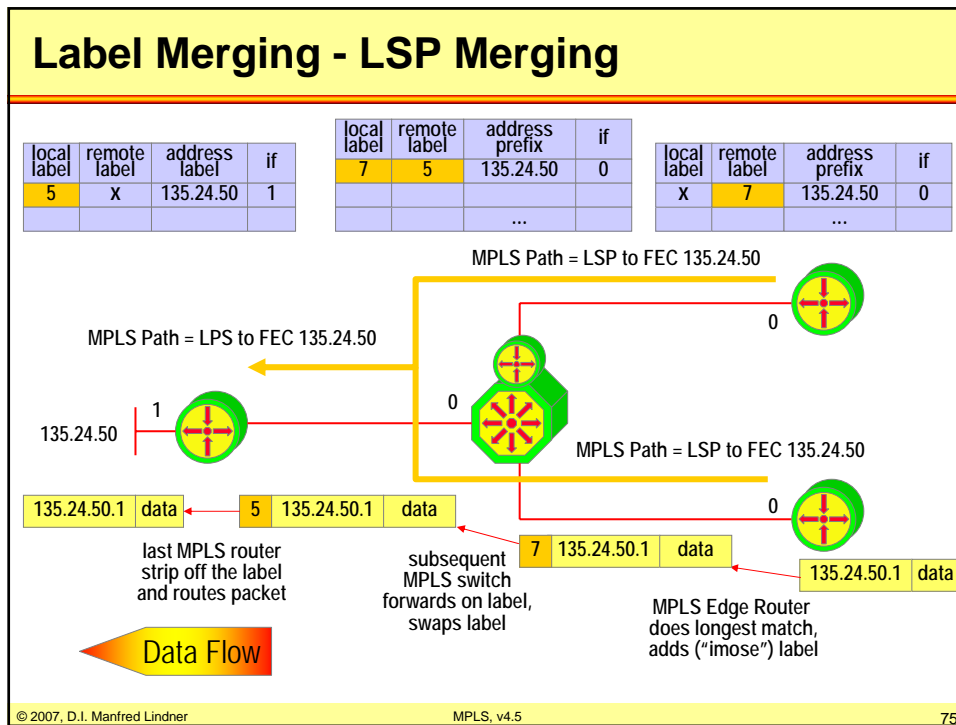 Label Merging - LSP Merging
local label remote label address label if
5 X 135.24.50 1
local label remote label address prefix if
7 5 135.24.50 0
...
local label remote label address prefix if
X 7 135.24.50 0
...
MPLS Path = LSP to FEC 135.24.50
0
MPLS Path = LPS to FEC 135.24.50
1
0
135.24.50
MPLS Path = LSP to FEC 135.24.50
0
135.24.50.1 data
5 135.24.50.1 data
7 135.24.50.1 data
135.24.50.1 data
last MPLS router
strip off the label
and routes packet
subsequent
MPLS switch
forwards on label,
swaps label
MPLS Edge Router
does longest match,
adds (“imose”) label
Data Flow
© 2007, D.I. Manfred Lindner
MPLS, v4.5
75